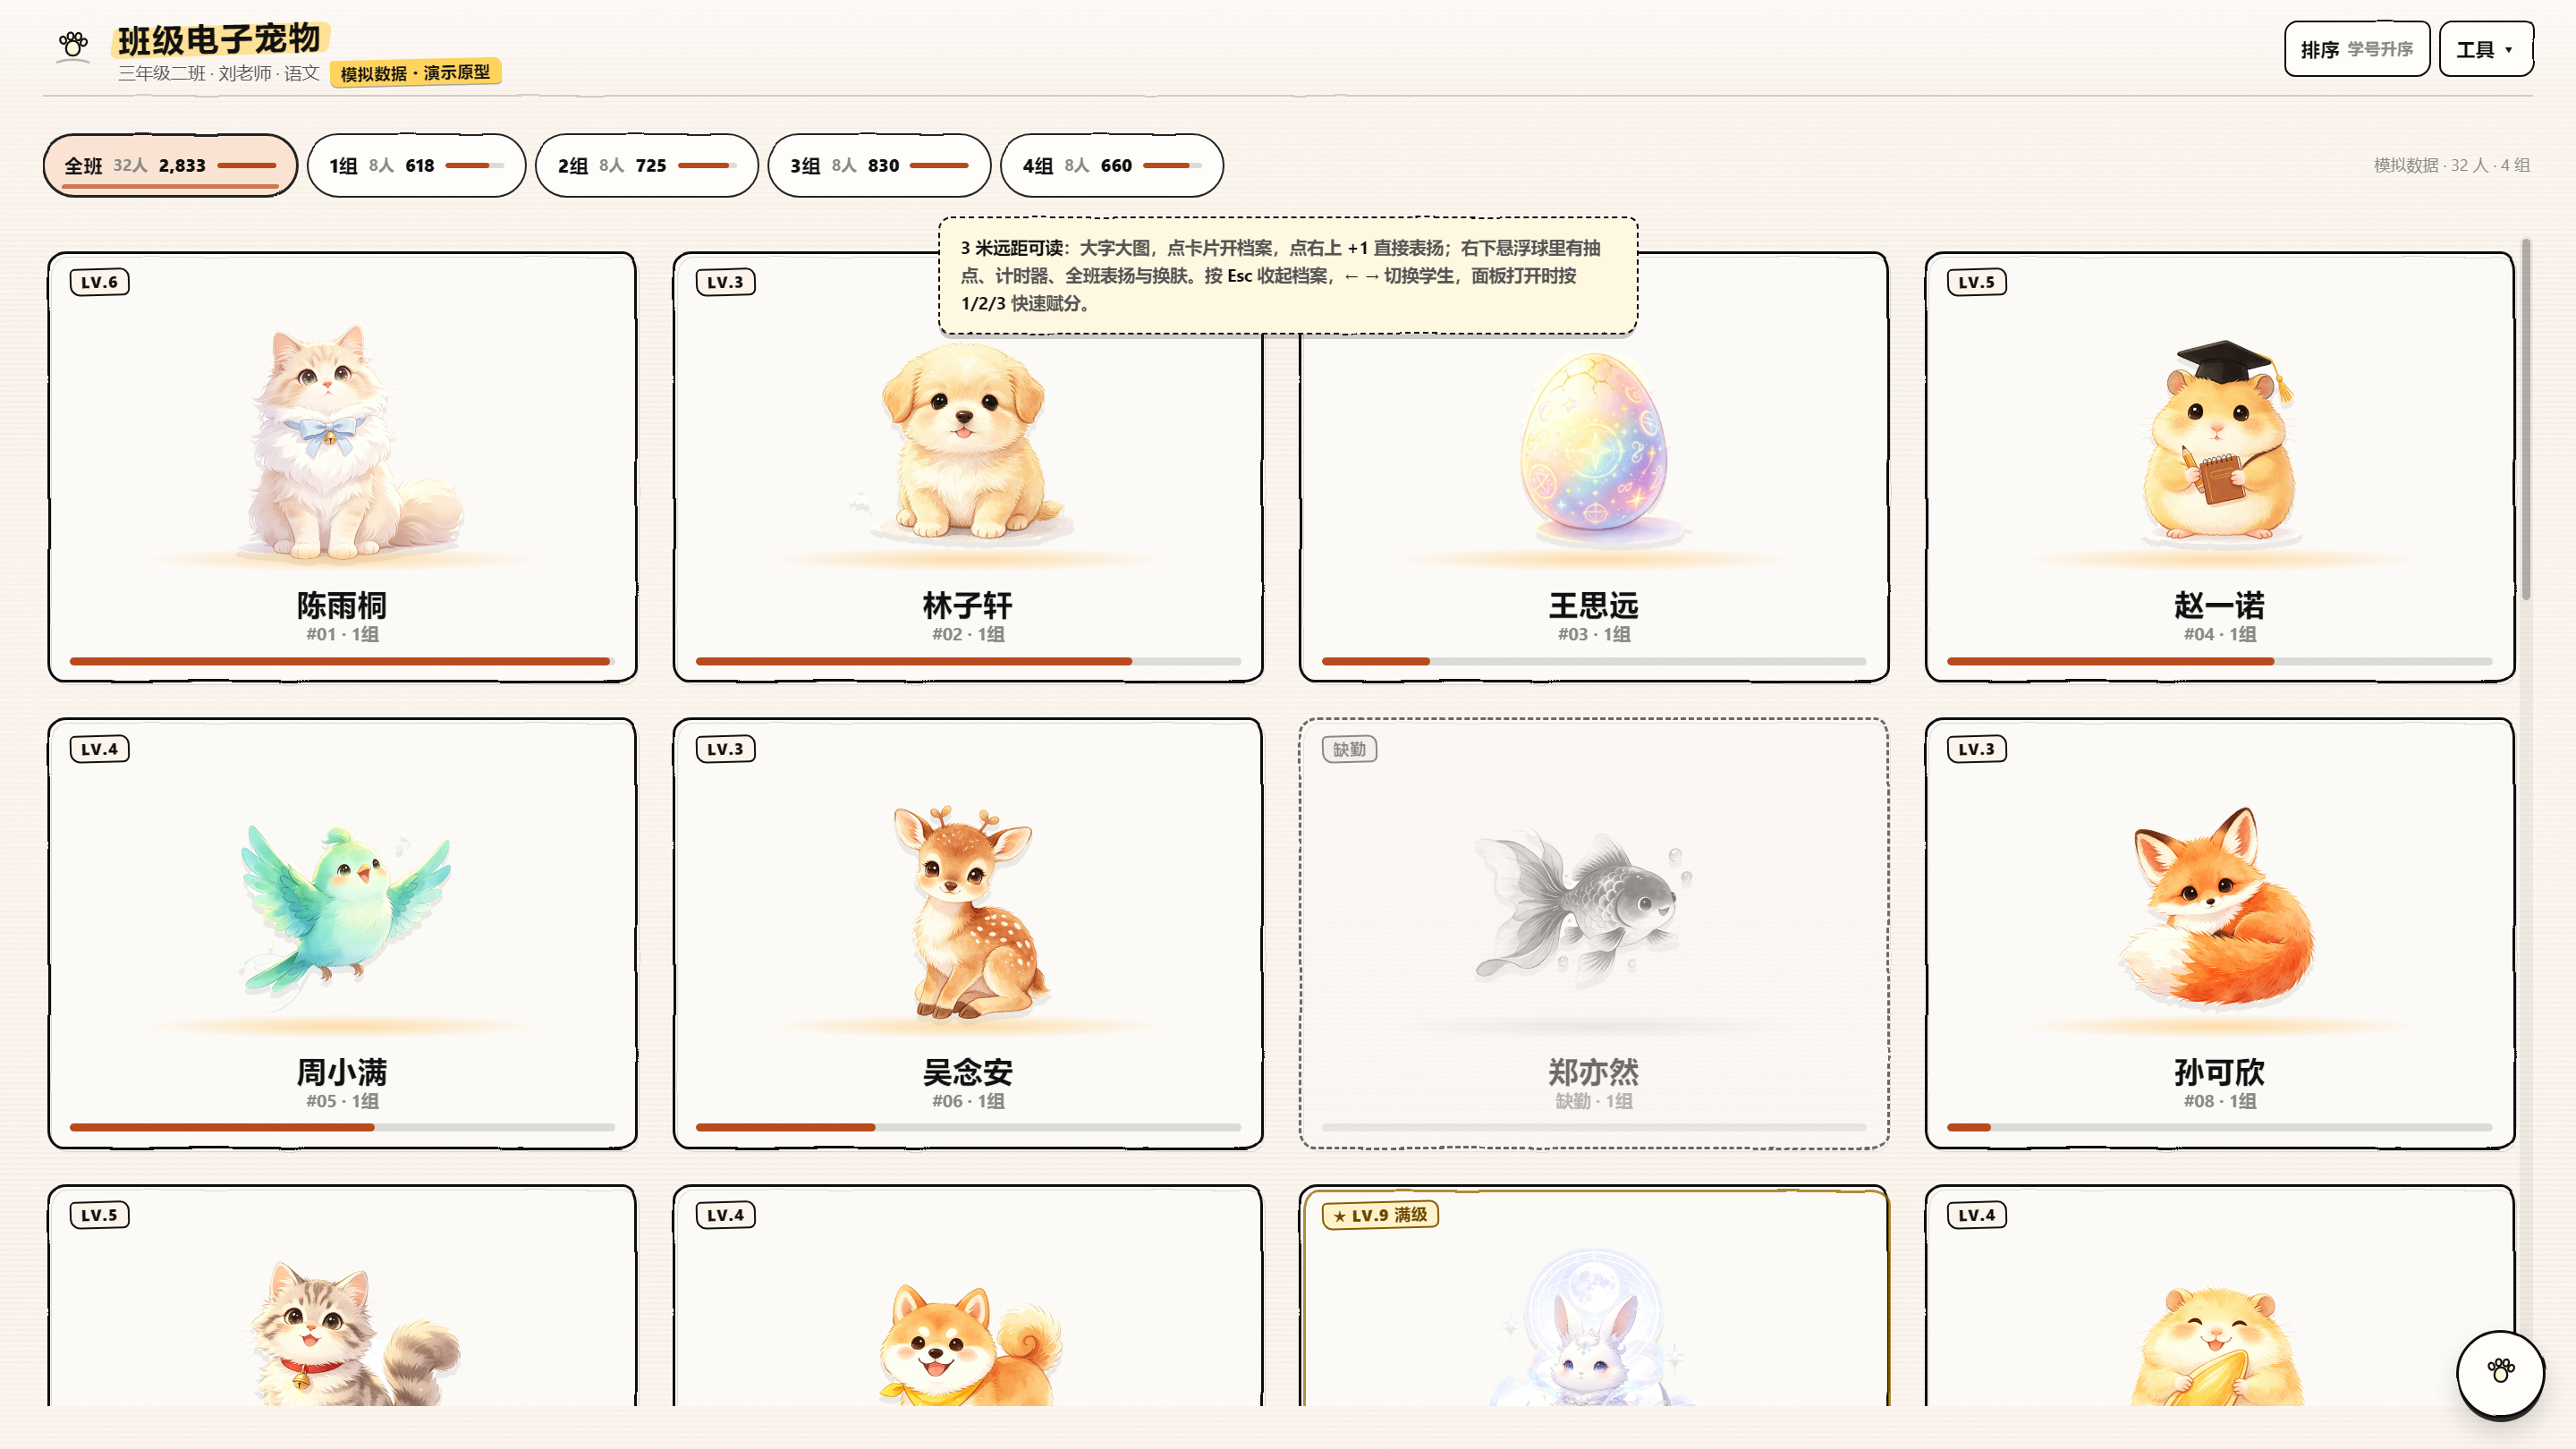 班级电子宠物
三年级二班 · 刘老师 · 语文 模拟数据 · 演示原型
排序 学号升序
工具 ▾
全班 32人 2,833
1组 8人 618
2组 8人 725
3组 8人 830
4组 8人 660
模拟数据 · 32 人 · 4 组
3 米远距可读：大字大图，点卡片开档案，点右上 +1 直接表扬；右下悬浮球里有抽
点、计时器、全班表扬与换肤。按 Esc 收起档案，← → 切换学生，面板打开时按
1/2/3 快速赋分。
LV.6
陈雨桐
#01 · 1组
LV.3
林子轩
#02 · 1组
王思远
#03 · 1组
LV.5
赵一诺
#04 · 1组
LV.4
周小满
#05 · 1组
LV.3
吴念安
#06 · 1组
缺勤
郑亦然
缺勤 · 1组
LV.3
孙可欣
#08 · 1组
LV.5
LV.4
★ LV.9 满级
LV.4